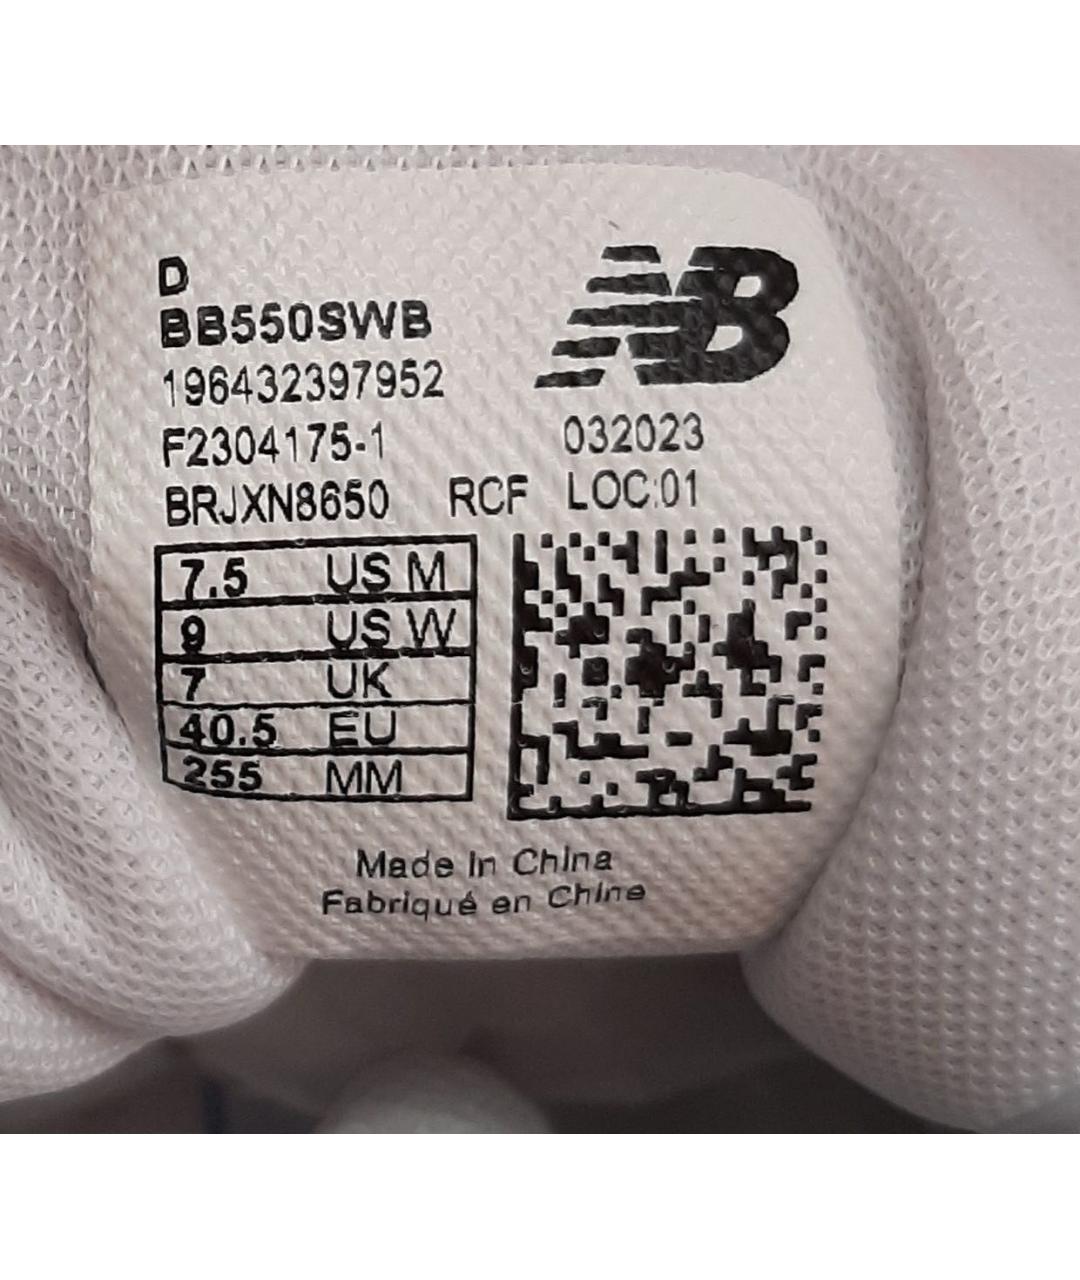 D
NB
BB550SWB
196432397952
F2304175-1 032023
BRJXN8650 RCF LOC:01
7.5 US M
9 US W
7 UK
40.5 EU
255 MM
Made in China
Fabriqué en Chine